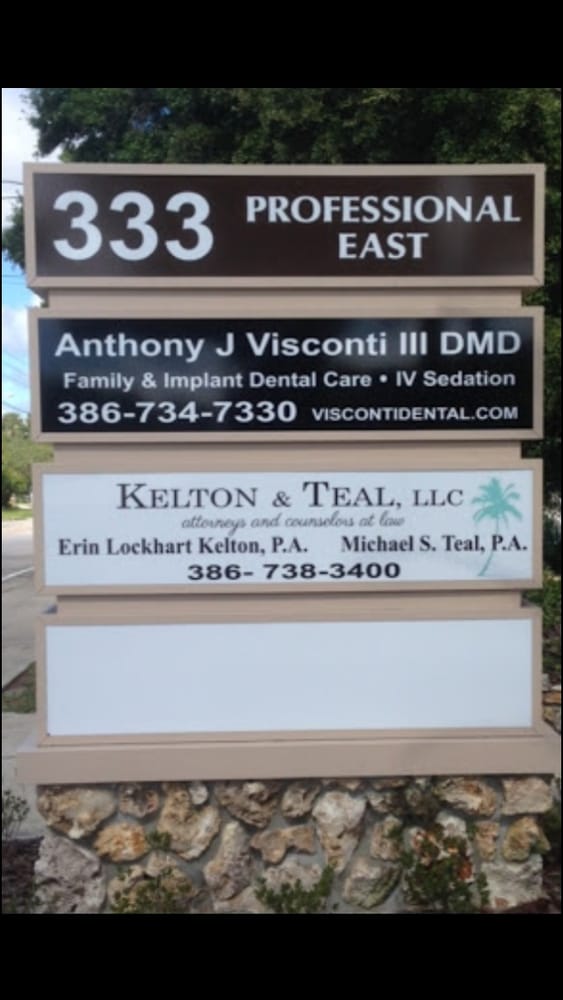 333 PROFESSIONAL
EAST
Anthony J Visconti III DMD
Family & Implant Dental Care • IV Sedation
386-734-7330 VISCONTIDENTAL.COM
KELTON & TEAL, LLC
attorneys and counselors at law
Erin Lockhart Kelton, P.A. Michael S. Teal, P.A.
386- 738-3400